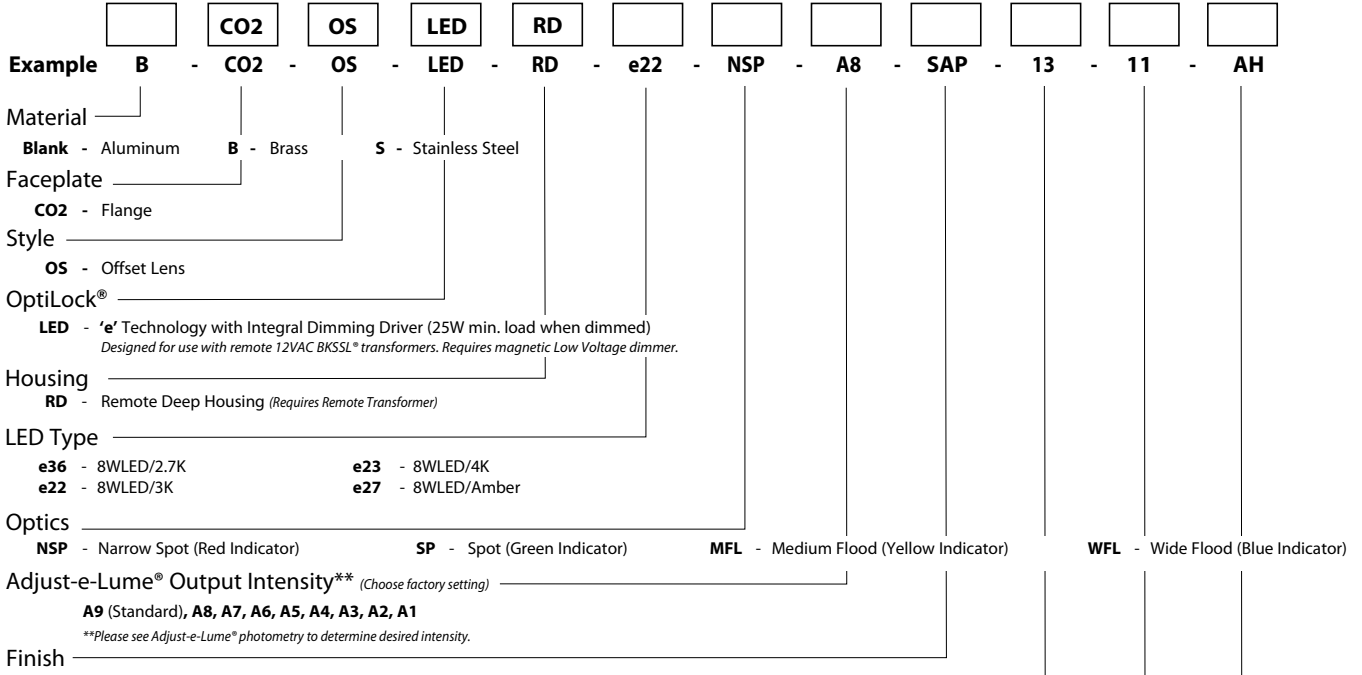 CO2 OS LED RD
Example B - CO2 - OS - LED - RD - e22 - NSP - A8 - SAP - 13 - 11 - AH
Material
Blank - Aluminum B - Brass S - Stainless Steel
Faceplate
CO2 - Flange
Style
OS - Offset Lens
OptiLock®
LED - ‘e’ Technology with Integral Dimming Driver (25W min. load when dimmed)
Designed for use with remote 12VAC BKSSL® transformers. Requires magnetic Low Voltage dimmer.
Housing
RD - Remote Deep Housing (Requires Remote Transformer)
LED Type
e36 - 8WLED/2.7K e23 - 8WLED/4K
e22 - 8WLED/3K e27 - 8WLED/Amber
Optics
NSP - Narrow Spot (Red Indicator) SP - Spot (Green Indicator) MFL - Medium Flood (Yellow Indicator) WFL - Wide Flood (Blue Indicator)
Adjust-e-Lume® Output Intensity** (Choose factory setting)
A9 (Standard), A8, A7, A6, A5, A4, A3, A2, A1
**Please see Adjust-e-Lume® photometry to determine desired intensity.
Finish